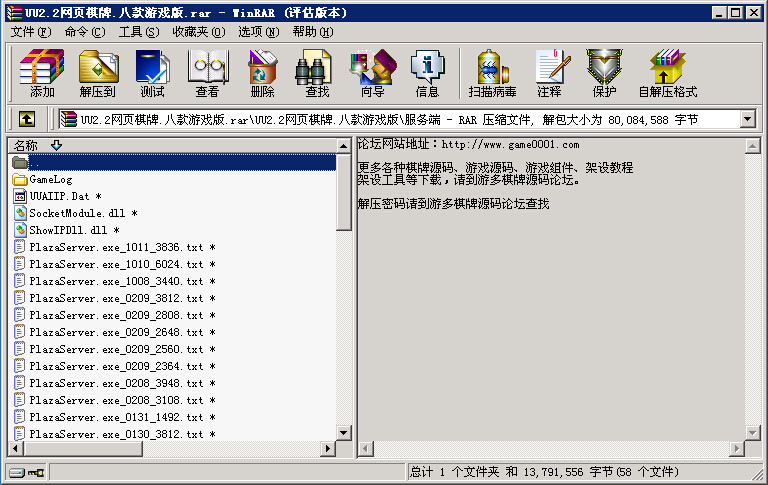 UU2.2网页棋牌.八款游戏版.rar - WinRAR (评估版本)
文件(F) 命令(C) 工具(S) 收藏夹(O) 选项(N) 帮助(H)
添加 解压到 测试 查看 删除 查找 向导 信息 扫描病毒 注释 保护 自解压格式
UU2.2网页棋牌.八款游戏版.rar\UU2.2网页棋牌.八款游戏版\服务端 - RAR 压缩文件, 解包大小为 80,084,588 字节
名称
..
GameLog
UUAIIP.Dat *
SocketModule.dll *
ShowIPDll.dll *
PlazaServer.exe_1011_3836.txt *
PlazaServer.exe_1010_6024.txt *
PlazaServer.exe_1008_3440.txt *
PlazaServer.exe_0209_3812.txt *
PlazaServer.exe_0209_2808.txt *
PlazaServer.exe_0209_2648.txt *
PlazaServer.exe_0209_2560.txt *
PlazaServer.exe_0209_2364.txt *
PlazaServer.exe_0208_3948.txt *
PlazaServer.exe_0208_3108.txt *
PlazaServer.exe_0131_1492.txt *
PlazaServer.exe_0130_3812.txt *
论坛网站地址：http://www.game0001.com
更多各种棋牌源码、游戏源码、游戏组件、架设教程
架设工具等下载，请到游多棋牌源码论坛。
解压密码请到游多棋牌源码论坛查找
总计 1 个文件夹 和 13,791,556 字节(58 个文件)